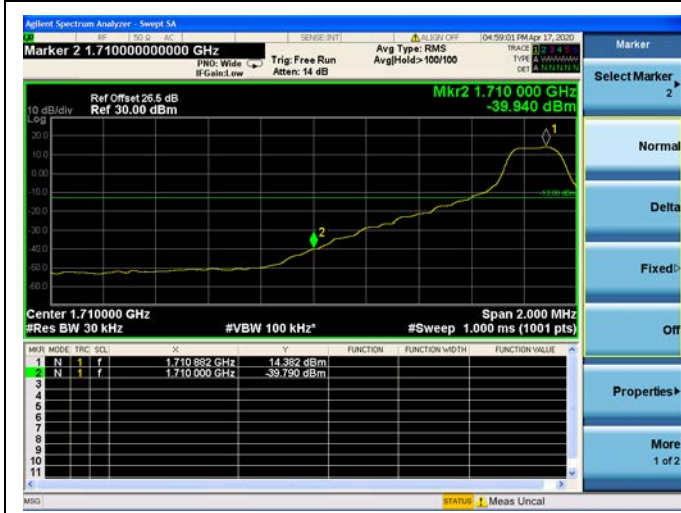 Agilent Spectrum Analyzer - Swept SA
RF 50 Ω AC SENSE:INT ALIGN OFF 04:59:01 PM Apr 17, 2020
Marker 2 1.710000000000 GHz
PNO: Wide Trig: Free Run Avg Type: RMS TRACE 1 2 3 4 5 6
IFGain:Low Atten: 14 dB Avg|Hold:>100/100 TYPE A WWWWW
DET A N N N N N
Marker
Select Marker
2
Normal
Delta
Fixed
Off
Properties
More
1 of 2
Ref Offset 26.5 dB
10 dB/div Ref 30.00 dBm
Log
Mkr2 1.710 000 GHz
-39.940 dBm
20.0
10.0
0.00
-10.0
-20.0
-30.0
-40.0
-50.0
-60.0
1
2
-13.00 dBm
Center 1.710000 GHz Span 2.000 MHz
#Res BW 30 kHz #VBW 100 kHz* #Sweep 1.000 ms (1001 pts)
MKR MODE TRC SCL X Y FUNCTION FUNCTION WIDTH FUNCTION VALUE
1 N 1 f 1.710 882 GHz 14.382 dBm
2 N 1 f 1.710 000 GHz -39.790 dBm
3
4
5
6
7
8
9
10
11
MSG STATUS Meas Uncal